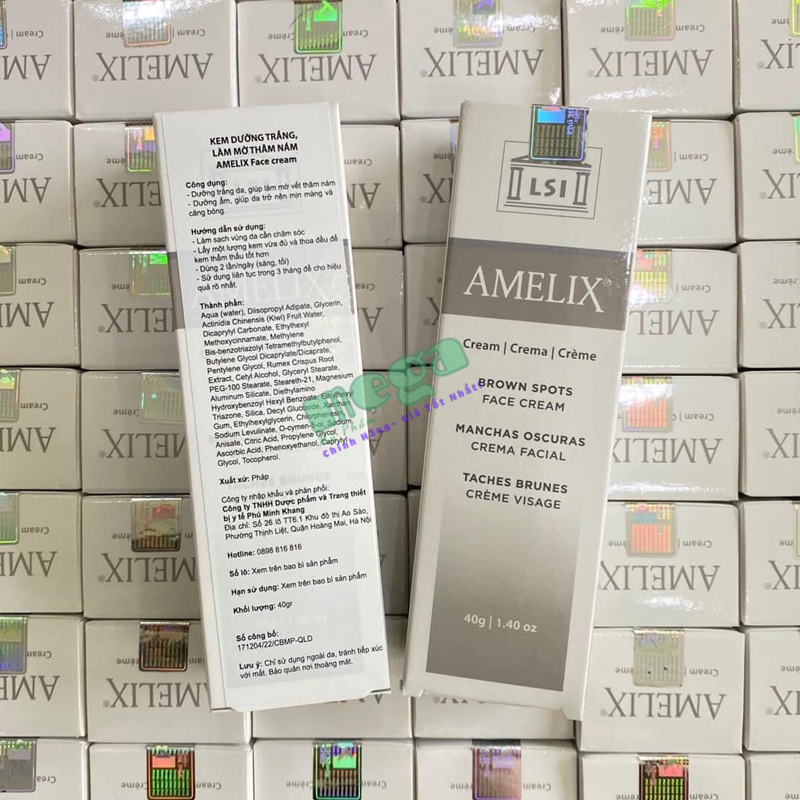 KEM DƯỠNG TRẮNG,
LÀM MỜ THÂM NÁM
AMELIX Face cream
Công dụng:
- Dưỡng trắng da, giúp làm mờ vết thâm nám
- Dưỡng ẩm, giúp da trở nên mịn màng và
căng bóng.
Hướng dẫn sử dụng:
- Làm sạch vùng da cần chăm sóc
- Lấy một lượng kem vừa đủ và thoa đều để
kem thẩm thấu tốt hơn
- Dùng 2 lần/ngày (sáng, tối)
- Sử dụng liên tục trong 3 tháng để cho hiệu
quả rõ nhất.
Thành phần:
Aqua (water), Diisopropyl Adipate, Glycerin,
Actinidia Chinensis (Kiwi) Fruit Water,
Dicaprylyl Carbonate, Ethylhexyl
Methoxycinnamate, Methylene
Bis-benzotriazolyl Tetramethylbutylphenol,
Butylene Glycol Dicaprylate/Dicaprate,
Pentylene Glycol, Rumex Crispus Root
Extract, Cetyl Alcohol, Glyceryl Stearate,
PEG-100 Stearate, Steareth-21, Magnesium
Aluminum Silicate, Diethylamino
Hydroxybenzoyl Hexyl Benzoate, Ethylhexyl
Triazone, Silica, Decyl Glucoside, Xanthan
Gum, Ethylhexylglycerin, Chlorphenesin,
Sodium Levulinate, O-cymen-5-ol, Sodium
Anisate, Citric Acid, Propylene Glycol,
Ascorbic Acid, Phenoxyethanol, Caprylyl
Glycol, Tocopherol.
Xuất xứ: Pháp
Công ty nhập khẩu và phân phối:
Công ty TNHH Dược phẩm và Trang thiết
bị y tế Phú Minh Khang
Địa chỉ: Số 26 lô TT6.1 Khu đô thị Ao Sào,
Phường Thịnh Liệt, Quận Hoàng Mai, Hà Nội
Hotline: 0898 816 816
Số lô: Xem trên bao bì sản phẩm
Hạn sử dụng: Xem trên bao bì sản phẩm
Khối lượng: 40gr
Số công bố:
171204/22/CBMP-QLD
Lưu ý: Chỉ sử dụng ngoài da, tránh tiếp xúc
với mắt. Bảo quản nơi thoáng mát.
LSI
AMELIX®
Cream | Crema | Crème
BROWN SPOTS
FACE CREAM
MANCHAS OSCURAS
CREMA FACIAL
TACHES BRUNES
CRÈME VISAGE
40g | 1.40 oz
mega
Chính Hãng - Giá Tốt Nhất